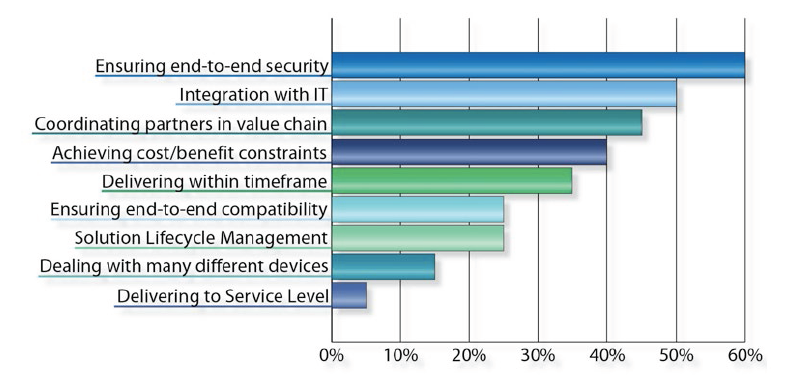 Ensuring end-to-end security
Integration with IT
Coordinating partners in value chain
Achieving cost/benefit constraints
Delivering within timeframe
Ensuring end-to-end compatibility
Solution Lifecycle Management
Dealing with many different devices
Delivering to Service Level
0% 10% 20% 30% 40% 50% 60%